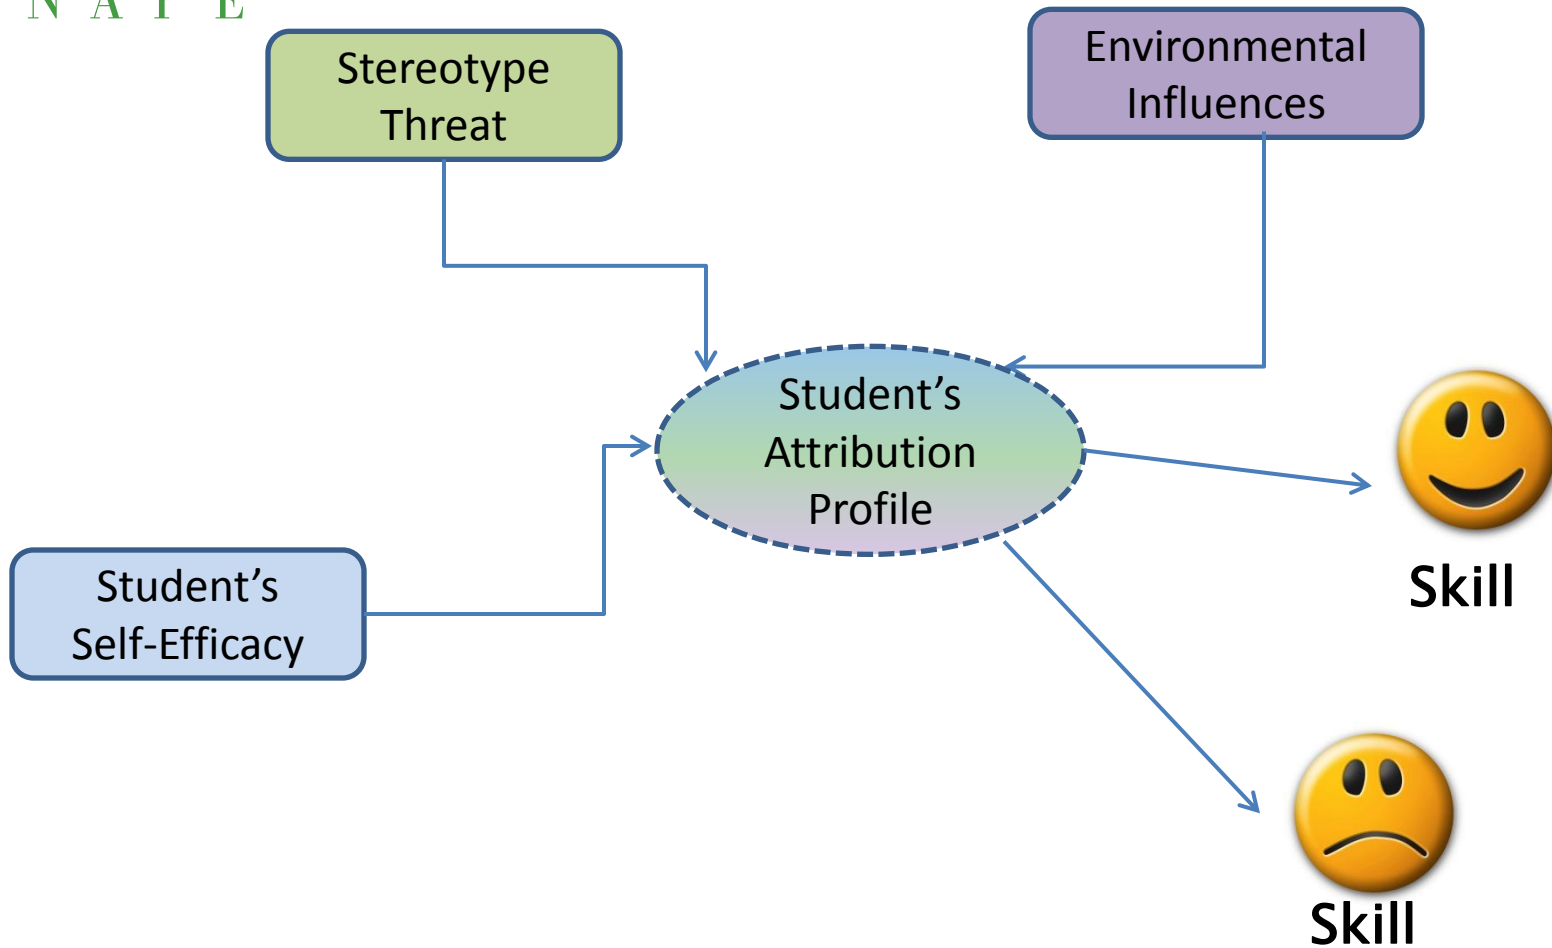 N A T E
Stereotype
Threat
Environmental
Influences
Student’s
Attribution
Profile
Student’s
Self-Efficacy
Skill
Skill